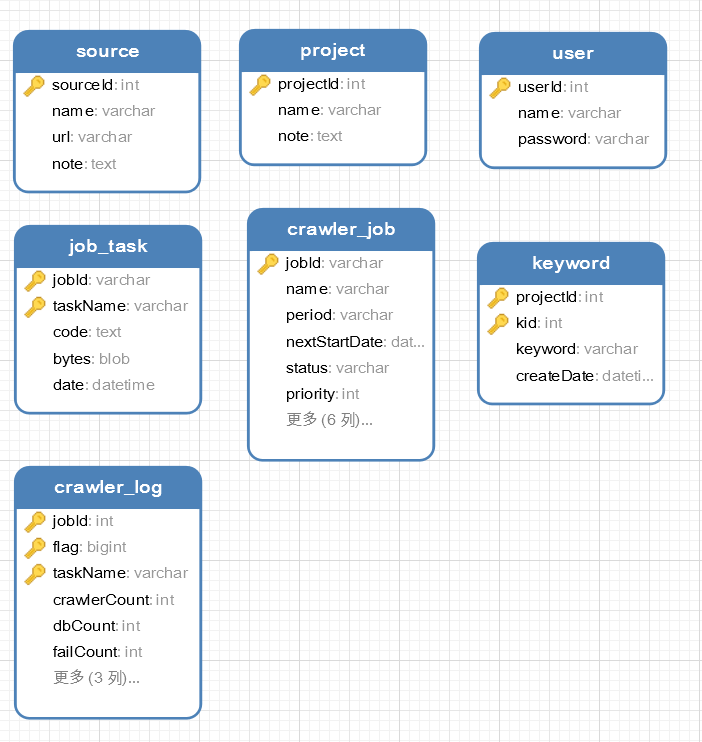 source
sourceId: int
name: varchar
url: varchar
note: text
project
projectId: int
name: varchar
note: text
user
userId: int
name: varchar
password: varchar
job_task
jobId: varchar
taskName: varchar
code: text
bytes: blob
date: datetime
crawler_job
jobId: varchar
name: varchar
period: varchar
nextStartDate: dat...
status: varchar
priority: int
更多 (6 列)...
keyword
projectId: int
kid: int
keyword: varchar
createDate: dateti...
crawler_log
jobId: int
flag: bigint
taskName: varchar
crawlerCount: int
dbCount: int
failCount: int
更多 (3 列)...